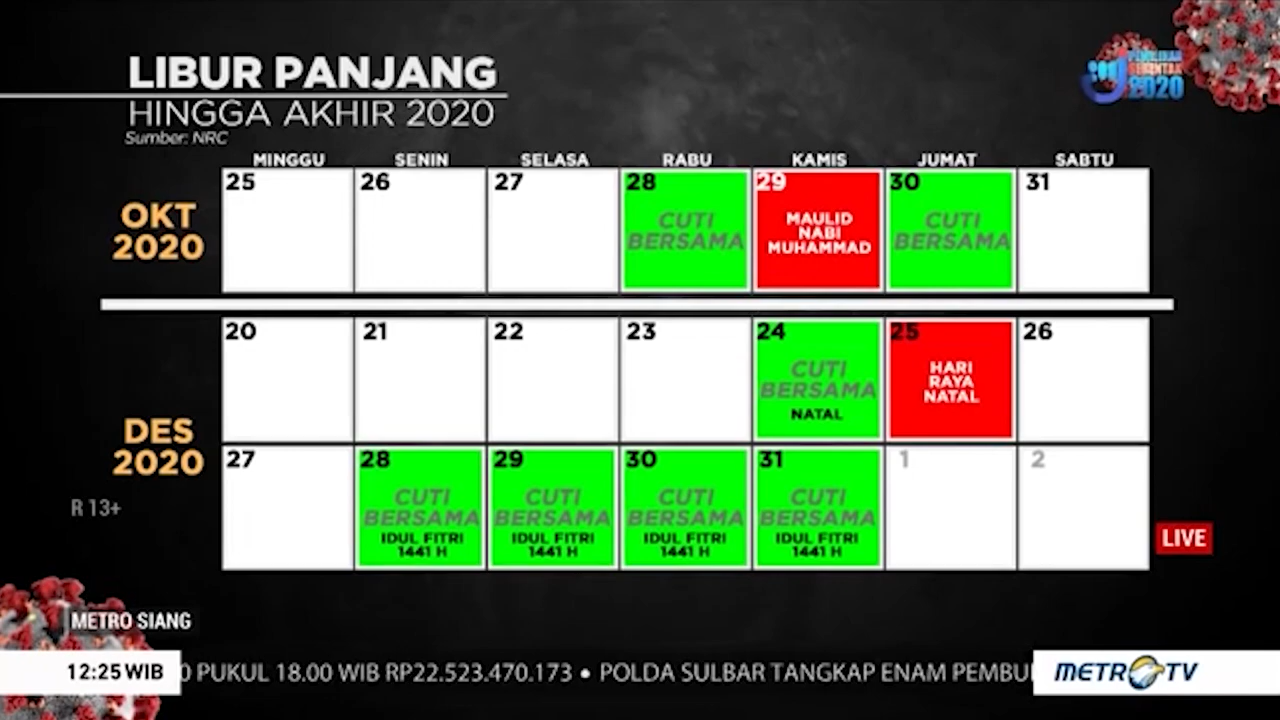 LIBUR PANJANG
HINGGA AKHIR 2020
Sumber: NRC
PEMILIHAN
SERENTAK
2020
MINGGU SENIN SELASA RABU KAMIS JUMAT SABTU
OKT
2020
25 26 27 28 29 30 31
CUTI
BERSAMA
MAULID
NABI
MUHAMMAD
CUTI
BERSAMA
DES
2020
20 21 22 23 24 25 26
CUTI
BERSAMA
NATAL
HARI
RAYA
NATAL
27 28 29 30 31 1 2
CUTI
BERSAMA
IDUL FITRI
1441 H
CUTI
BERSAMA
IDUL FITRI
1441 H
CUTI
BERSAMA
IDUL FITRI
1441 H
CUTI
BERSAMA
IDUL FITRI
1441 H
R 13+
LIVE
METRO SIANG
12:25 WIB
0 PUKUL 18.00 WIB RP22.523.470.173 • POLDA SULBAR TANGKAP ENAM PEMBU
METRO TV